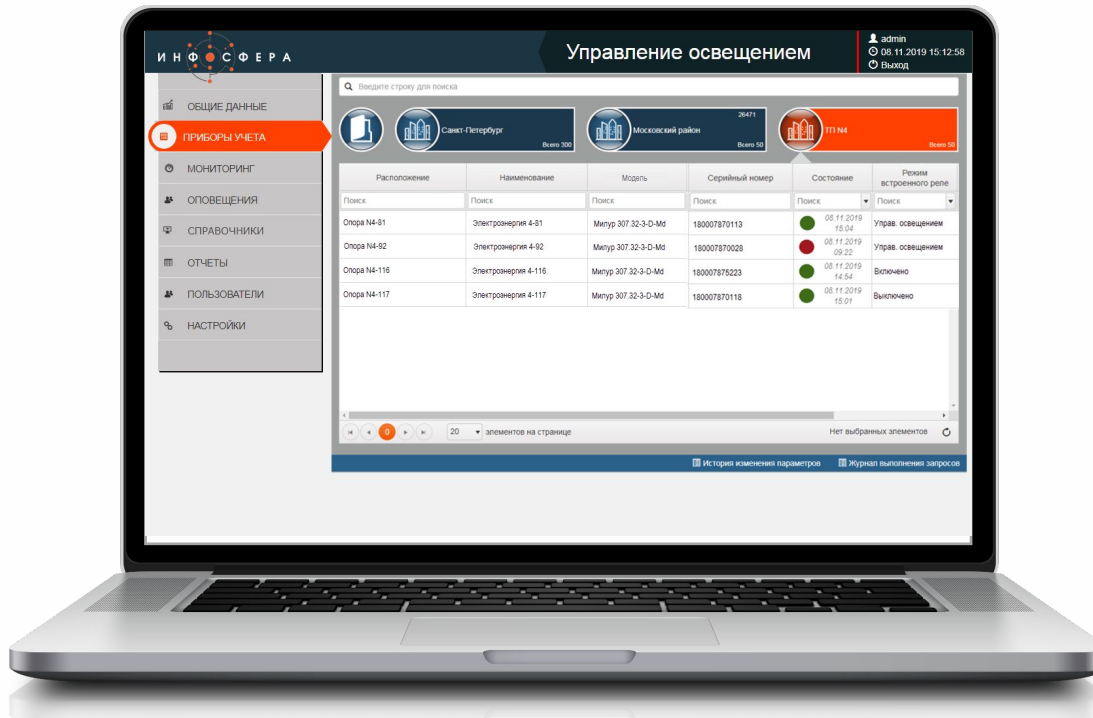 ИНФОСФЕРА
Управление освещением
admin
08.11.2019 15:12:58
Выход
ОБЩИЕ ДАННЫЕ
ПРИБОРЫ УЧЕТА
МОНИТОРИНГ
ОПОВЕЩЕНИЯ
СПРАВОЧНИКИ
ОТЧЕТЫ
ПОЛЬЗОВАТЕЛИ
НАСТРОЙКИ
Введите строку для поиска
Санкт-Петербург
Всего 300
26471
Московский район
Всего 50
ТП N4
Всего 50
Расположение Наименование Модель Серийный номер Состояние Режим встроенного реле
Поиск Поиск Поиск Поиск Поиск Поиск
Опора N4-81 Электроэнергия 4-81 Милур 307.32-3-D-Md 180007870113 08.11.2019 15:04 Управ. освещением
Опора N4-92 Электроэнергия 4-92 Милур 307.32-3-D-Md 180007870028 08.11.2019 09:22 Управ. освещением
Опора N4-116 Электроэнергия 4-116 Милур 307.32-3-D-Md 180007875223 08.11.2019 14:54 Включено
Опора N4-117 Электроэнергия 4-117 Милур 307.32-3-D-Md 180007870118 08.11.2019 15:01 Выключено
0 20 элементов на странице Нет выбранных элементов
История изменения параметров Журнал выполнения запросов